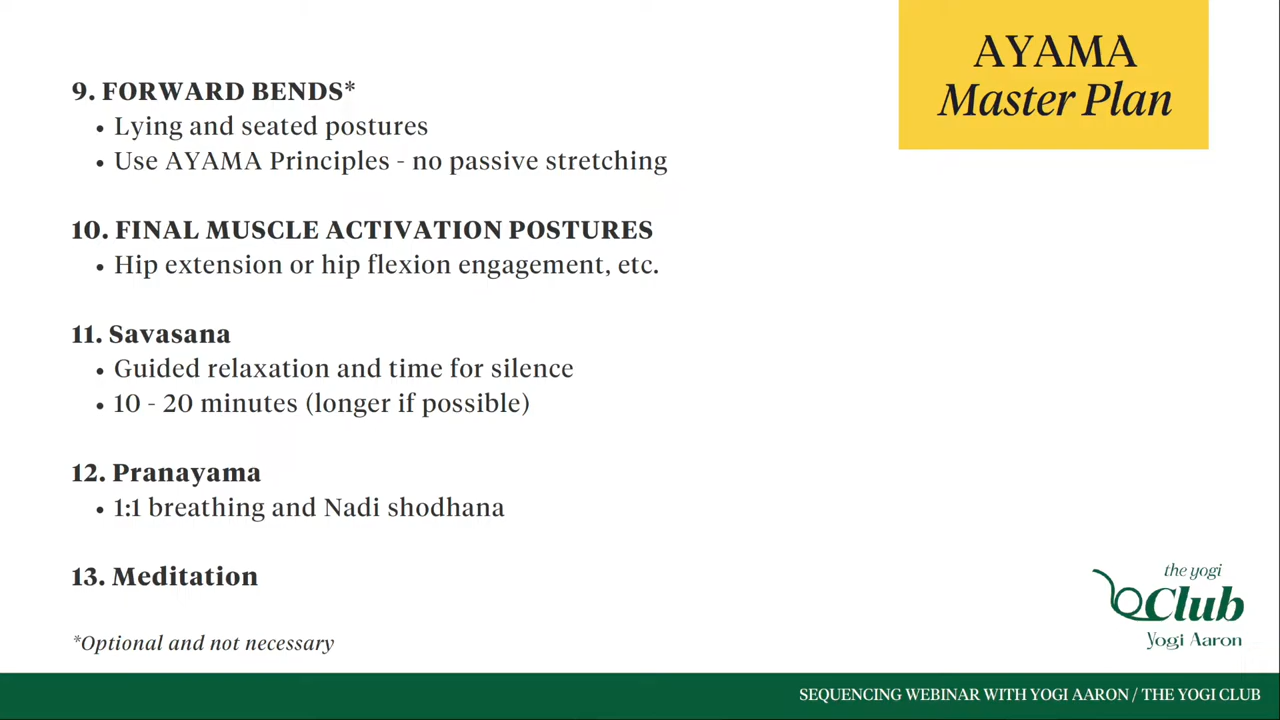 AYAMA
Master Plan
9. FORWARD BENDS*
• Lying and seated postures
• Use AYAMA Principles - no passive stretching
10. FINAL MUSCLE ACTIVATION POSTURES
• Hip extension or hip flexion engagement, etc.
11. Savasana
• Guided relaxation and time for silence
• 10 - 20 minutes (longer if possible)
12. Pranayama
• 1:1 breathing and Nadi shodhana
13. Meditation
*Optional and not necessary
the yogi
Club
Yogi Aaron
SEQUENCING WEBINAR WITH YOGI AARON / THE YOGI CLUB